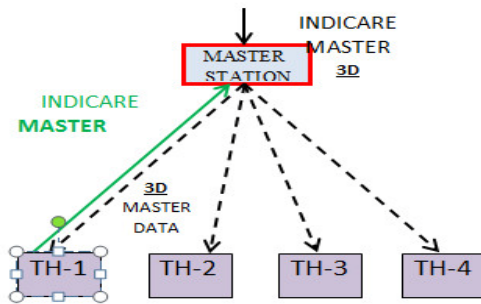 INDICARE
MASTER
3D
MASTER
STATION
INDICARE
MASTER
3D
MASTER
DATA
TH-1
TH-2
TH-3
TH-4